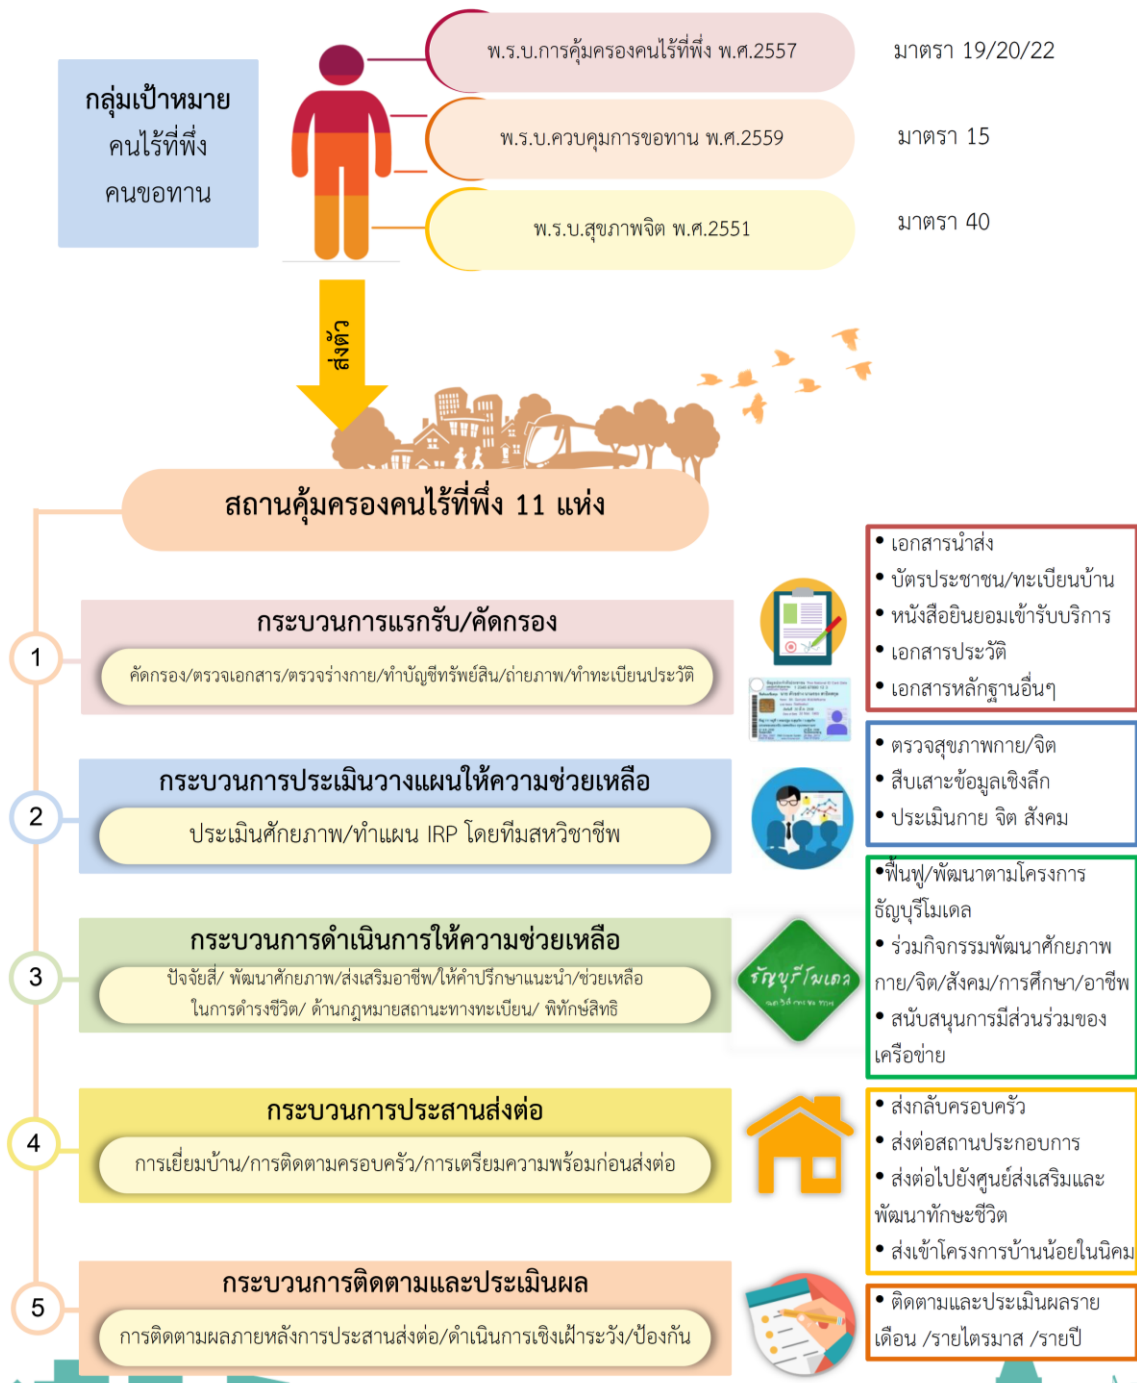 กลุ่มเป้าหมาย
คนไร้ที่พึ่ง
คนขอทาน
พ.ร.บ.การคุ้มครองคนไร้ที่พึ่ง พ.ศ.2557
มาตรา 19/20/22
พ.ร.บ.ควบคุมการขอทาน พ.ศ.2559
มาตรา 15
พ.ร.บ.สุขภาพจิต พ.ศ.2551
มาตรา 40
ส่งตัว
สถานคุ้มครองคนไร้ที่พึ่ง 11 แห่ง
1
กระบวนการแรกรับ/คัดกรอง
คัดกรอง/ตรวจเอกสาร/ตรวจร่างกาย/ทำบัญชีทรัพย์สิน/ถ่ายภาพ/ทำทะเบียนประวัติ
• เอกสารนำส่ง
• บัตรประชาชน/ทะเบียนบ้าน
• หนังสือยินยอมเข้ารับบริการ
• เอกสารประวัติ
• เอกสารหลักฐานอื่นๆ
2
กระบวนการประเมินวางแผนให้ความช่วยเหลือ
ประเมินศักยภาพ/ทำแผน IRP โดยทีมสหวิชาชีพ
• ตรวจสุขภาพกาย/จิต
• สืบเสาะข้อมูลเชิงลึก
• ประเมินกาย จิต สังคม
3
กระบวนการดำเนินการให้ความช่วยเหลือ
ปัจจัยสี่/ พัฒนาศักยภาพ/ส่งเสริมอาชีพ/ให้คำปรึกษาแนะนำ/ช่วยเหลือ
ในการดำรงชีวิต/ ด้านกฎหมายสถานะทางทะเบียน/ พิทักษ์สิทธิ
ธัญบุรีโมเดล
•ฟื้นฟู/พัฒนาตามโครงการ
ธัญบุรีโมเดล
• ร่วมกิจกรรมพัฒนาศักยภาพ
กาย/จิต/สังคม/การศึกษา/อาชีพ
• สนับสนุนการมีส่วนร่วมของ
เครือข่าย
4
กระบวนการประสานส่งต่อ
การเยี่ยมบ้าน/การติดตามครอบครัว/การเตรียมความพร้อมก่อนส่งต่อ
• ส่งกลับครอบครัว
• ส่งต่อสถานประกอบการ
• ส่งต่อไปยังศูนย์ส่งเสริมและ
พัฒนาทักษะชีวิต
• ส่งเข้าโครงการบ้านน้อยในนิคม
5
กระบวนการติดตามและประเมินผล
การติดตามผลภายหลังการประสานส่งต่อ/ดำเนินการเชิงเฝ้าระวัง/ป้องกัน
• ติดตามและประเมินผลราย
เดือน /รายไตรมาส /รายปี